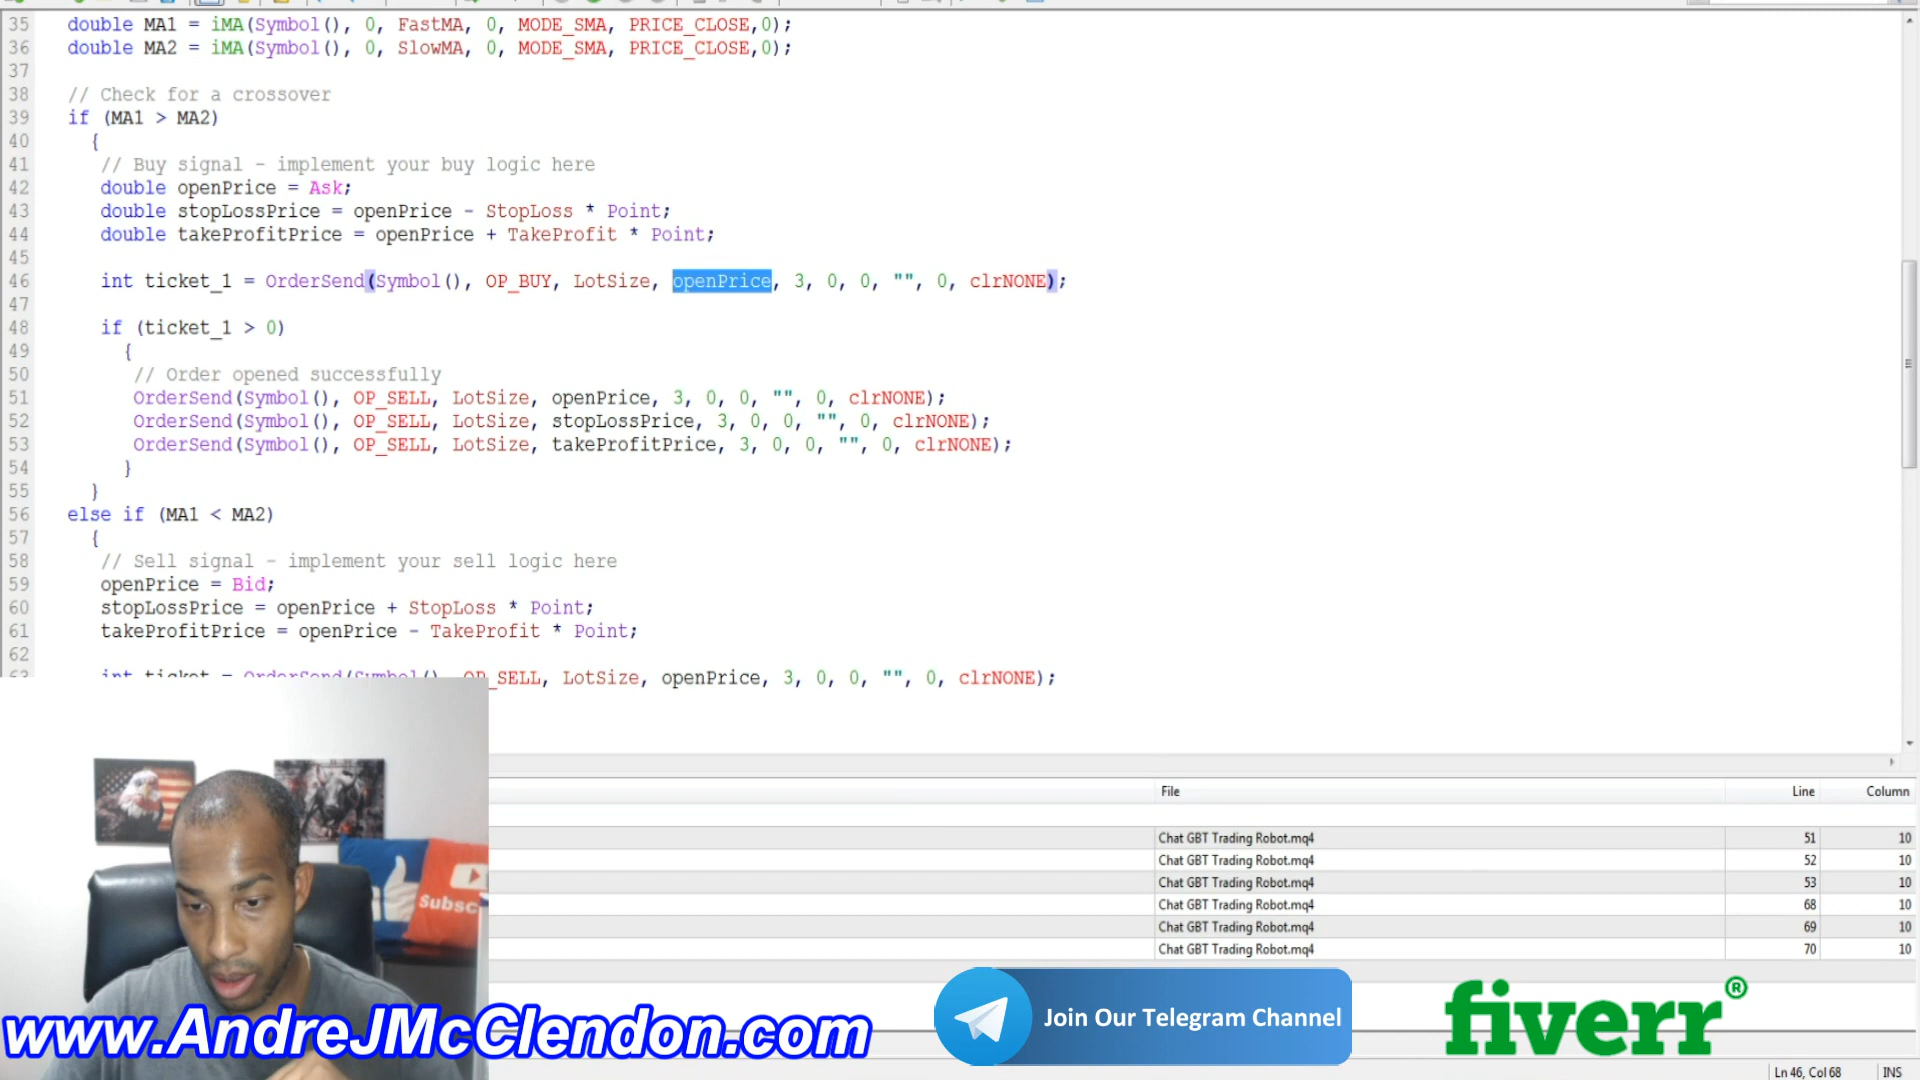 35 double MA1 = iMA(Symbol(), 0, FastMA, 0, MODE_SMA, PRICE_CLOSE,0);
36 double MA2 = iMA(Symbol(), 0, SlowMA, 0, MODE_SMA, PRICE_CLOSE,0);
37
38 // Check for a crossover
39 if (MA1 > MA2)
40 {
41 // Buy signal - implement your buy logic here
42 double openPrice = Ask;
43 double stopLossPrice = openPrice - StopLoss * Point;
44 double takeProfitPrice = openPrice + TakeProfit * Point;
45
46 int ticket_1 = OrderSend(Symbol(), OP_BUY, LotSize, openPrice, 3, 0, 0, "", 0, clrNONE);
47
48 if (ticket_1 > 0)
49 {
50 // Order opened successfully
51 OrderSend(Symbol(), OP_SELL, LotSize, openPrice, 3, 0, 0, "", 0, clrNONE);
52 OrderSend(Symbol(), OP_SELL, LotSize, stopLossPrice, 3, 0, 0, "", 0, clrNONE);
53 OrderSend(Symbol(), OP_SELL, LotSize, takeProfitPrice, 3, 0, 0, "", 0, clrNONE);
54 }
55 }
56 else if (MA1 < MA2)
57 {
58 // Sell signal - implement your sell logic here
59 openPrice = Bid;
60 stopLossPrice = openPrice + StopLoss * Point;
61 takeProfitPrice = openPrice - TakeProfit * Point;
62
63 int ticket = OrderSend(Symbol(), OP_SELL, LotSize, openPrice, 3, 0, 0, "", 0, clrNONE);
File Line Column
Chat GBT Trading Robot.mq4 51 10
Chat GBT Trading Robot.mq4 52 10
Chat GBT Trading Robot.mq4 53 10
Chat GBT Trading Robot.mq4 68 10
Chat GBT Trading Robot.mq4 69 10
Chat GBT Trading Robot.mq4 70 10
Subsc
www.AndreJMcClendon.com
Join Our Telegram Channel
fiverr®
Ln 46, Col 68 INS